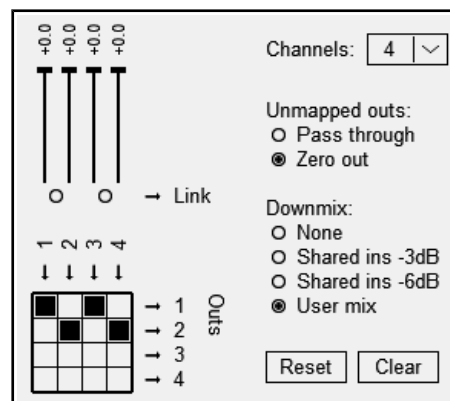 +0.0 +0.0 +0.0 +0.0
Channels: 4
Unmapped outs:
Pass through
Zero out
→ Link
Downmix:
None
Shared ins -3dB
Shared ins -6dB
User mix
1 2 3 4
↓ ↓ ↓ ↓
→ 1
→ 2
→ 3
→ 4
Outs
Reset Clear